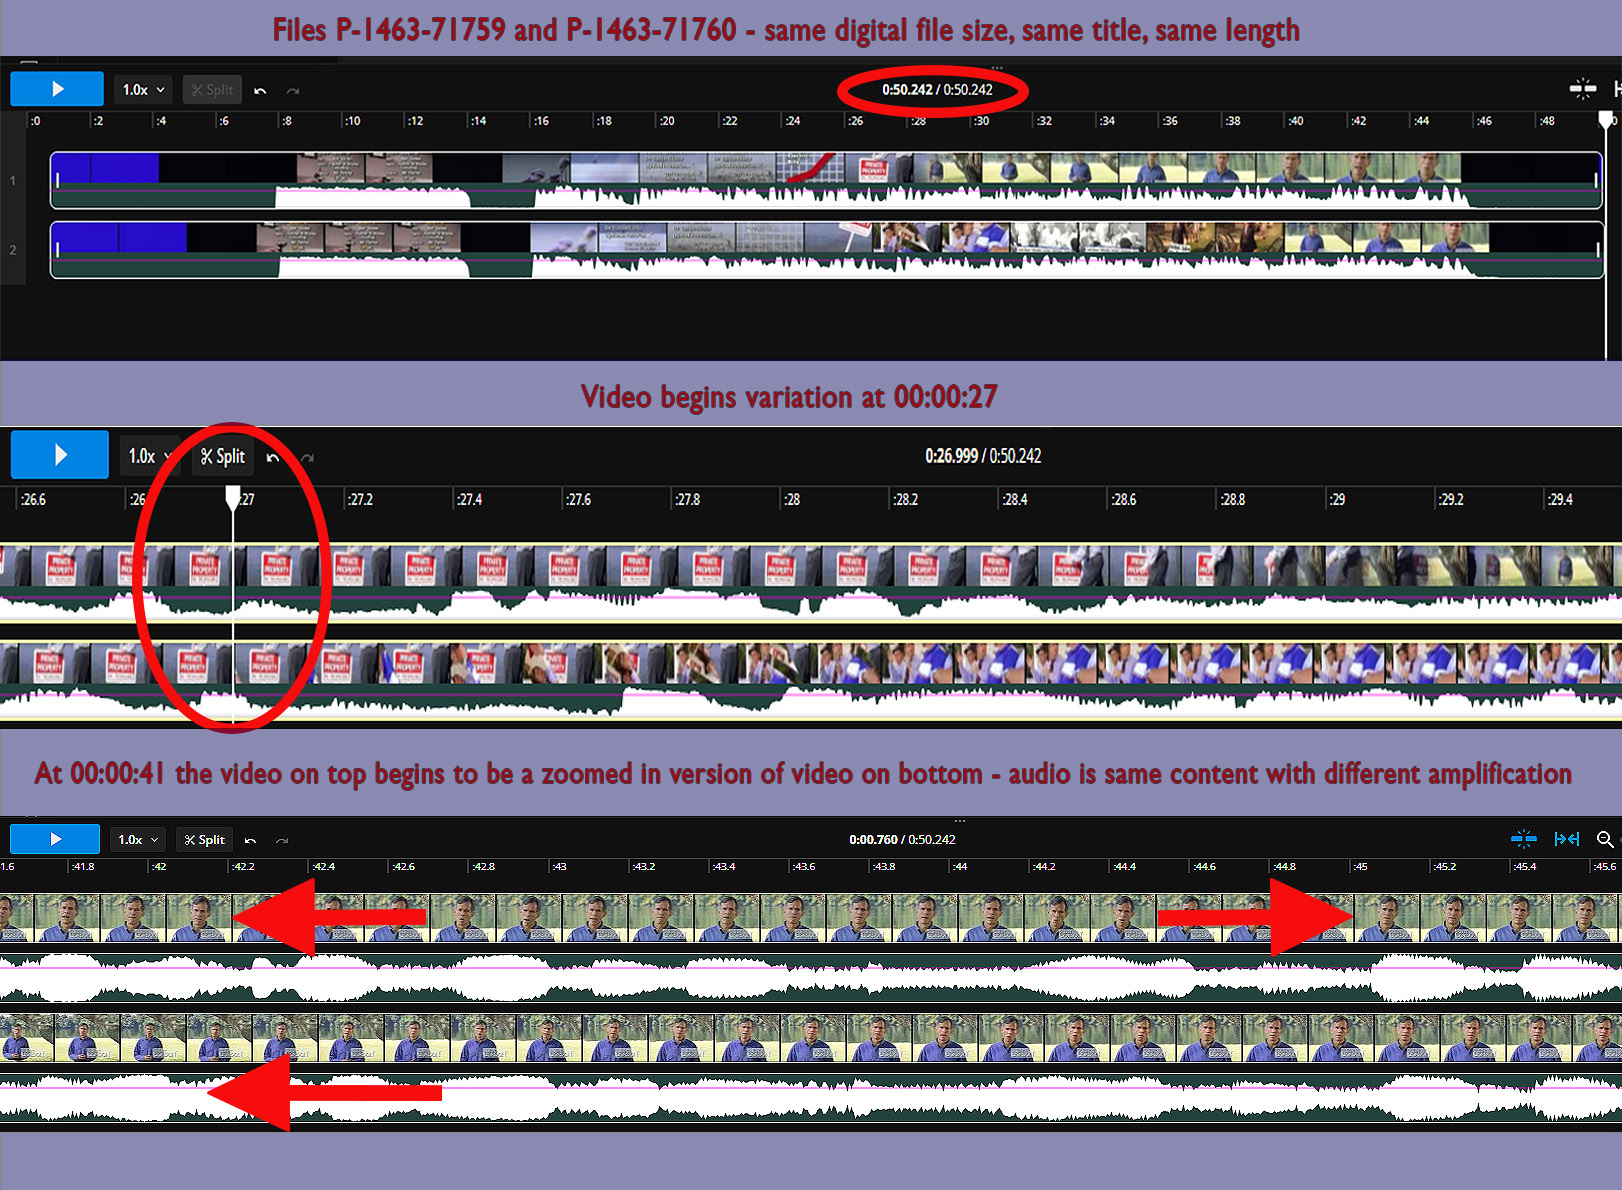 Files P-1463-71759 and P-1463-71760 - same digital file size, same title, same length
1.0x Split 0:50.242 / 0:50.242
:0 :2 :4 :6 :8 :10 :12 :14 :16 :18 :20 :22 :24 :26 :28 :30 :32 :34 :36 :38 :40 :42 :44 :46 :48
1
2
Video begins variation at 00:00:27
1.0x Split 0:26.999 / 0:50.242
:26.6 :26 :27 :27.2 :27.4 :27.6 :27.8 :28 :28.2 :28.4 :28.6 :28.8 :29 :29.2 :29.4
PRIVATE PROPERTY
At 00:00:41 the video on top begins to be a zoomed in version of video on bottom - audio is same content with different amplification
1.0x Split 0:00.760 / 0:50.242
1.6 :41.8 :42 :42.2 :42.4 :42.6 :42.8 :43 :43.2 :43.4 :43.6 :43.8 :44 :44.2 :44.4 :44.6 :44.8 :45 :45.2 :45.4 :45.6